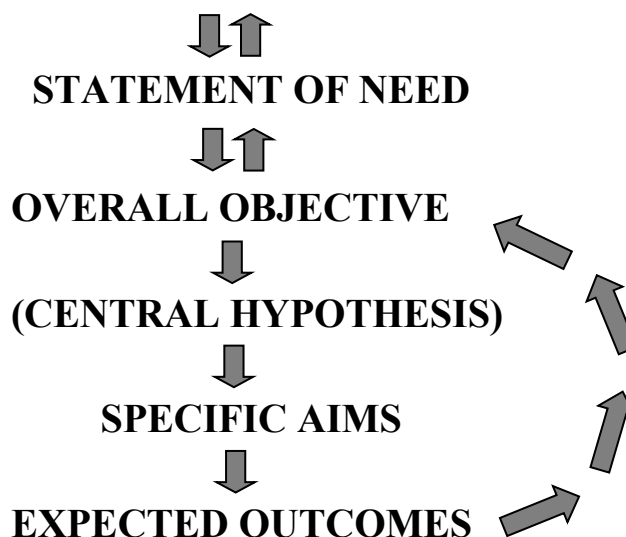 STATEMENT OF NEED
OVERALL OBJECTIVE
(CENTRAL HYPOTHESIS)
SPECIFIC AIMS
EXPECTED OUTCOMES